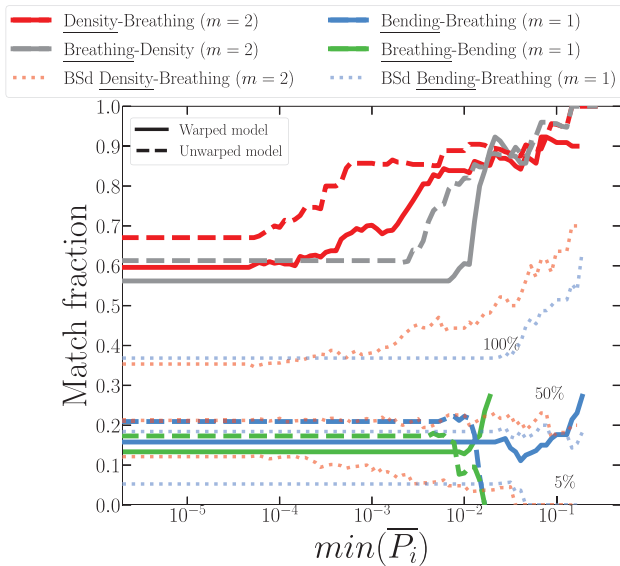 Density-Breathing (m = 2)
Breathing-Density (m = 2)
BSd Density-Breathing (m = 2)
Bending-Breathing (m = 1)
Breathing-Bending (m = 1)
BSd Bending-Breathing (m = 1)
Warped model
Unwarped model
Match fraction
1.0
0.9
0.8
0.7
0.6
0.5
0.4
0.3
0.2
0.1
0.0
100%
50%
5%
10⁻⁵
10⁻⁴
10⁻³
10⁻²
10⁻¹
min(P̅ᵢ)